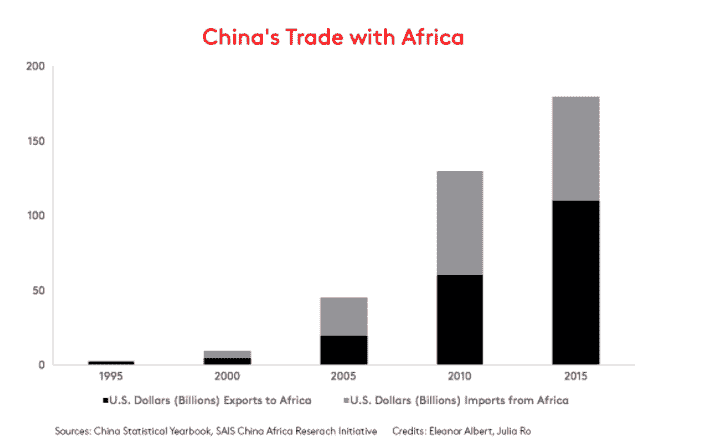 China's Trade with Africa
200
150
100
50
0
1995 2000 2005 2010 2015
U.S. Dollars (Billions) Exports to Africa U.S. Dollars (Billions) Imports from Africa
Sources: China Statistical Yearbook, SAIS China Africa Reserach Initiative Credits: Eleanor Albert, Julia Ro